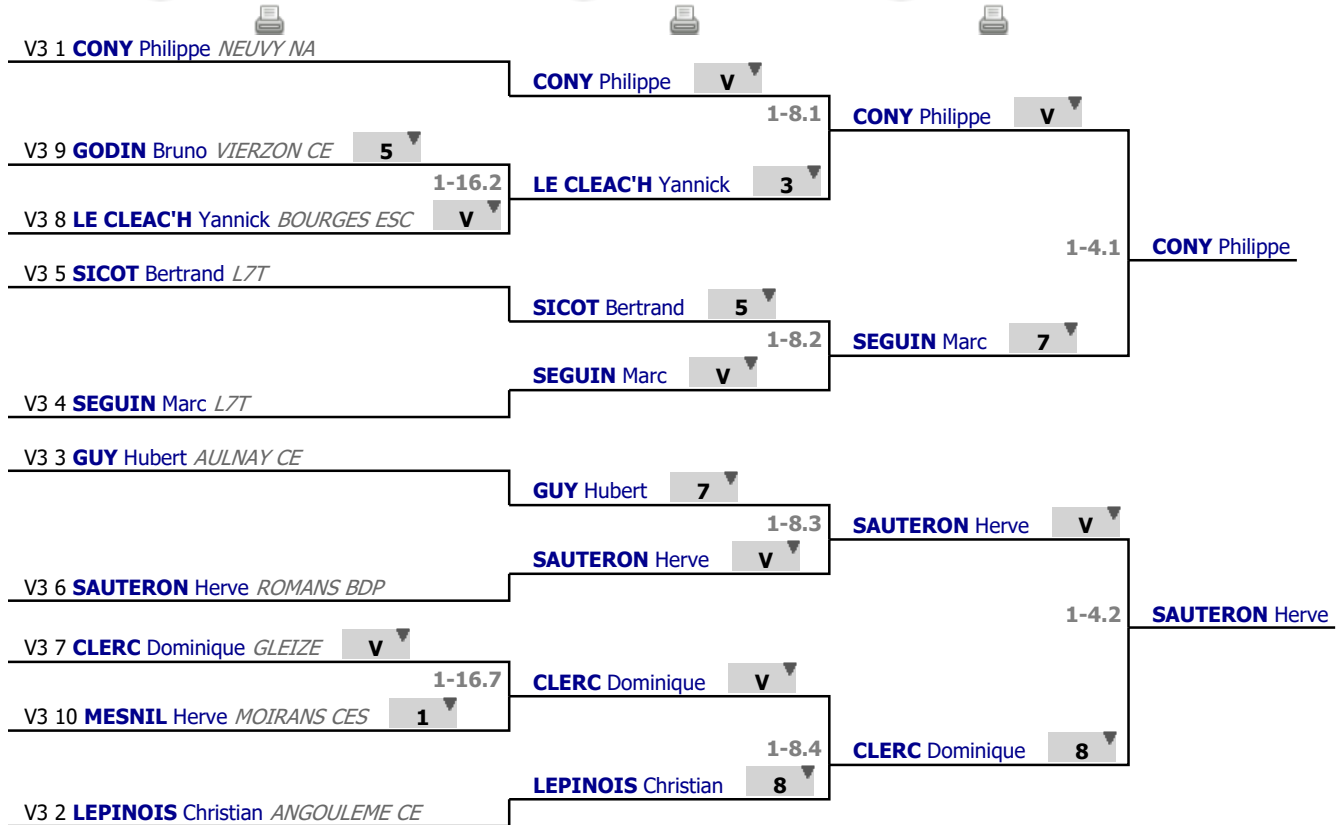 V3 1 CONY Philippe NEUVY NA
V3 9 GODIN Bruno VIERZON CE 5
1-16.2
V3 8 LE CLEAC'H Yannick BOURGES ESC V
V3 5 SICOT Bertrand L7T
V3 4 SEGUIN Marc L7T
V3 3 GUY Hubert AULNAY CE
V3 6 SAUTERON Herve ROMANS BDP
V3 7 CLERC Dominique GLEIZE V
1-16.7
V3 10 MESNIL Herve MOIRANS CES 1
V3 2 LEPINOIS Christian ANGOULEME CE
CONY Philippe V
1-8.1
LE CLEAC'H Yannick 3
SICOT Bertrand 5
1-8.2
SEGUIN Marc V
GUY Hubert 7
1-8.3
SAUTERON Herve V
CLERC Dominique V
1-8.4
LEPINOIS Christian 8
CONY Philippe V
1-4.1
SEGUIN Marc 7
SAUTERON Herve V
1-4.2
CLERC Dominique 8
CONY Philippe
SAUTERON Herve